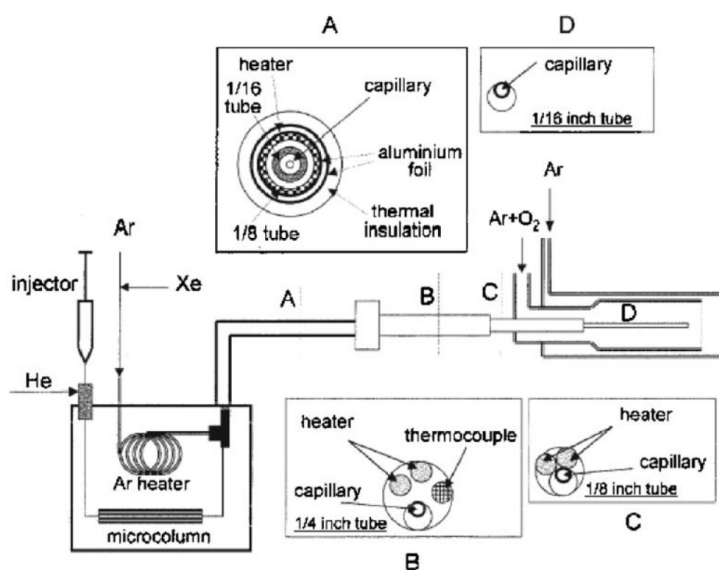 A
heater
1/16
tube
capillary
aluminium
foil
thermal
insulation
1/8 tube
D
capillary
1/16 inch tube
Ar
Ar+O₂
Ar
injector
Xe
He
Ar heater
microcolumn
A
B
C
D
heater
thermocouple
capillary
1/4 inch tube
B
heater
capillary
1/8 inch tube
C